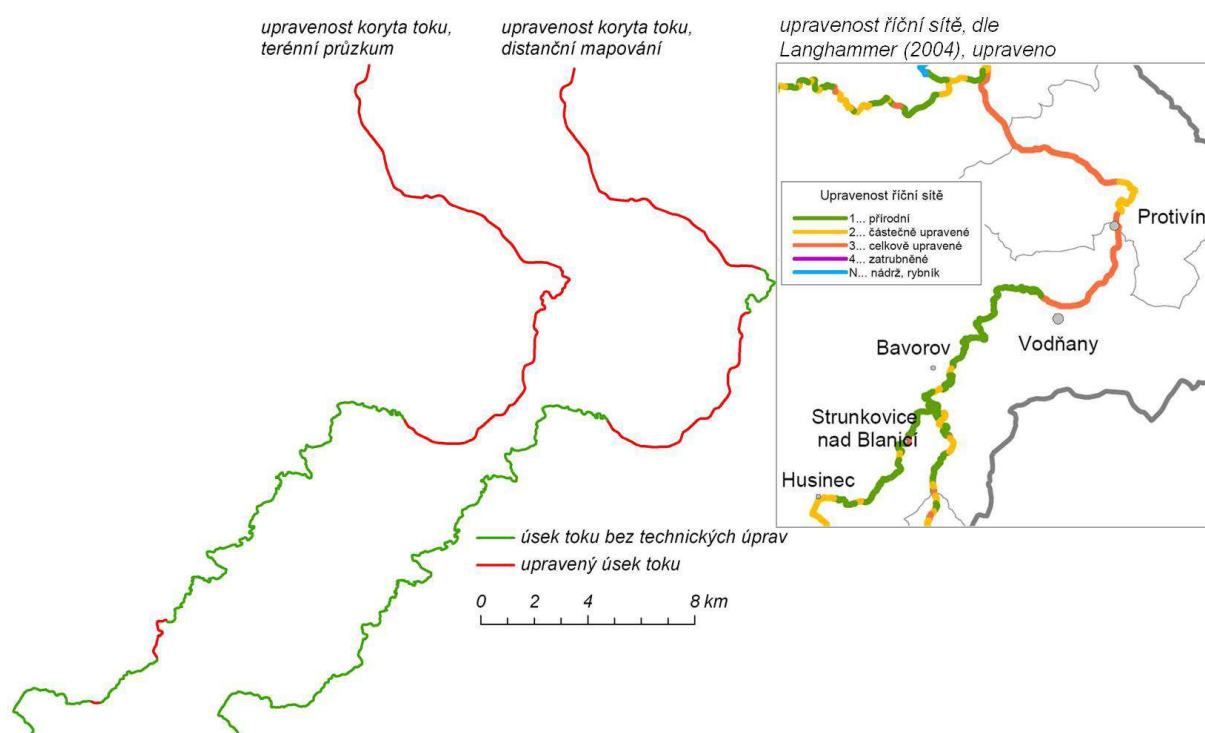 upravenost koryta toku,
terénní průzkum
upravenost koryta toku,
distanční mapování
upravenost říční sítě, dle
Langhammer (2004), upraveno
Upravenost říční sítě
1... přírodní
2... částečně upravené
3... celkově upravené
4... zatrubněné
N... nádrž, rybník
Protivín
Vodňany
Bavorov
Strunkovice
nad Blanicí
Husinec
úsek toku bez technických úprav
upravený úsek toku
0 2 4 8 km